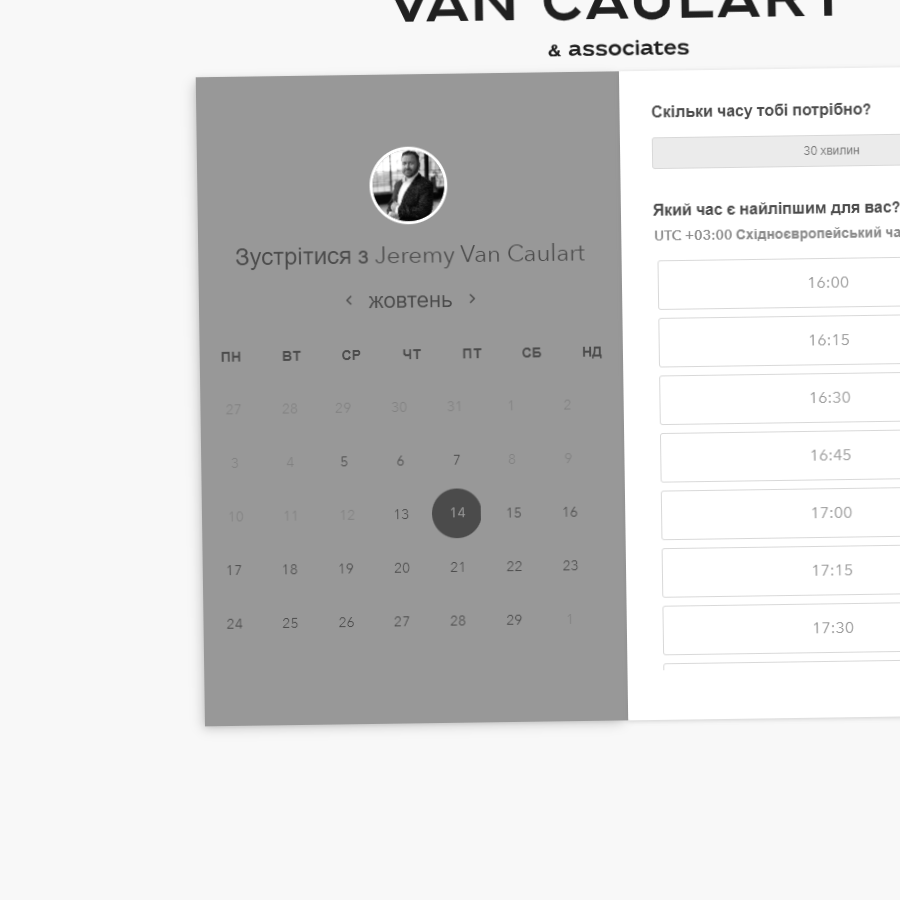 VAN CAULART
& associates
Зустрітися з Jeremy Van Caulart
жовтень
ПН ВТ СР ЧТ ПТ СБ НД
27 28 29 30 31 1 2
3 4 5 6 7 8 9
10 11 12 13 14 15 16
17 18 19 20 21 22 23
24 25 26 27 28 29 1
Скільки часу тобі потрібно?
30 хвилин
Який час є найліпшим для вас?
UTC +03:00 Східноєвропейський ча
16:00
16:15
16:30
16:45
17:00
17:15
17:30